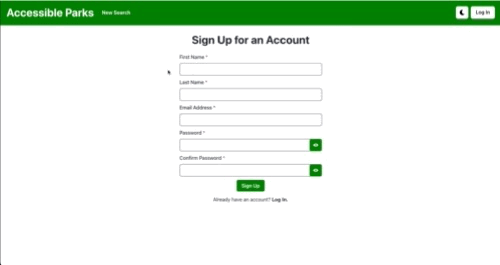 Accessible Parks New Search Log In
Sign Up for an Account
First Name *
Last Name *
Email Address *
Password *
Confirm Password *
Sign Up
Already have an account? Log In.